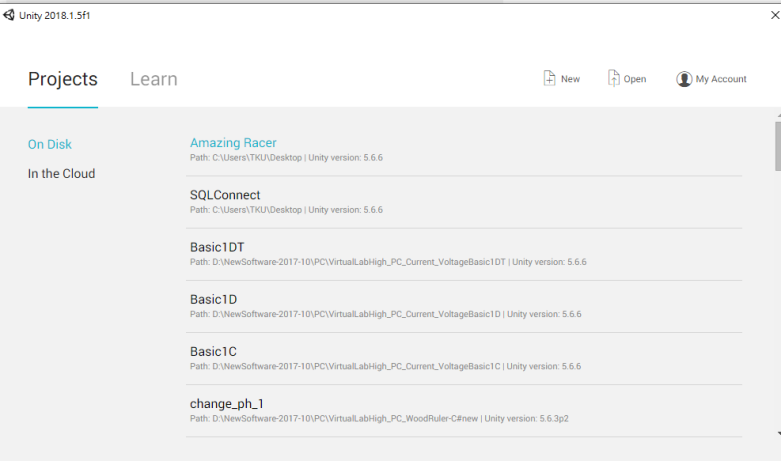 Unity 2018.1.5f1
Projects Learn New Open My Account
On Disk
In the Cloud
Amazing Racer
Path: C:\Users\TKU\Desktop | Unity version: 5.6.6
SQLConnect
Path: C:\Users\TKU\Desktop | Unity version: 5.6.6
Basic1DT
Path: D:\NewSoftware-2017-10\PC\VirtualLabHigh_PC_Current_VoltageBasic1DT | Unity version: 5.6.6
Basic1D
Path: D:\NewSoftware-2017-10\PC\VirtualLabHigh_PC_Current_VoltageBasic1D | Unity version: 5.6.6
Basic1C
Path: D:\NewSoftware-2017-10\PC\VirtualLabHigh_PC_Current_VoltageBasic1C | Unity version: 5.6.6
change_ph_1
Path: D:\NewSoftware-2017-10\PC\VirtualLabHigh_PC_WoodRuler-C#new | Unity version: 5.6.3p2